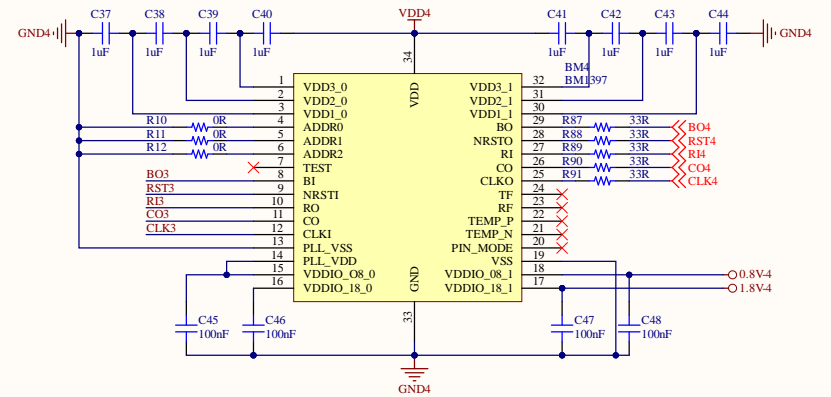 C37 C38 C39 C40 VDD4 C41 C42 C43 C44
GND4 GND4
1uF 1uF 1uF 1uF 1uF 1uF 1uF 1uF
34
BM4
BM1397
1 VDD3_0 VDD VDD3_1 32
2 VDD2_0 VDD2_1 31
3 VDD1_0 VDD1_1 30
R10 0R 4 ADDR0 BO 29 R87 33R BO4
R11 0R 5 ADDR1 NRSTO 28 R88 33R RST4
R12 0R 6 ADDR2 RI 27 R89 33R RI4
7 TEST CO 26 R90 33R CO4
BO3 8 BI CLKO 25 R91 33R CLK4
RST3 9 NRSTI TF 24
RI3 10 RO RF 23
CO3 11 CO TEMP_P 22
CLK3 12 CLKI TEMP_N 21
13 PLL_VSS PIN_MODE 20
14 PLL_VDD VSS 19
15 VDDIO_O8_0 GND VDDIO_08_1 18 0.8V-4
16 VDDIO_18_0 VDDIO_18_1 17 1.8V-4
33
C45 C46 C47 C48
100nF 100nF 100nF 100nF
GND4